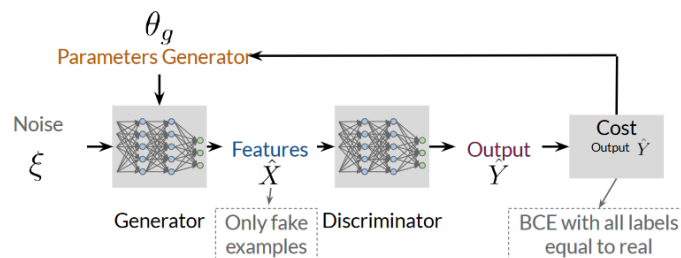 θ_g
Parameters Generator
Noise
ξ
Features
X̂
Output
Ŷ
Cost
Output Ŷ
Generator
Only fake
examples
Discriminator
BCE with all labels
equal to real